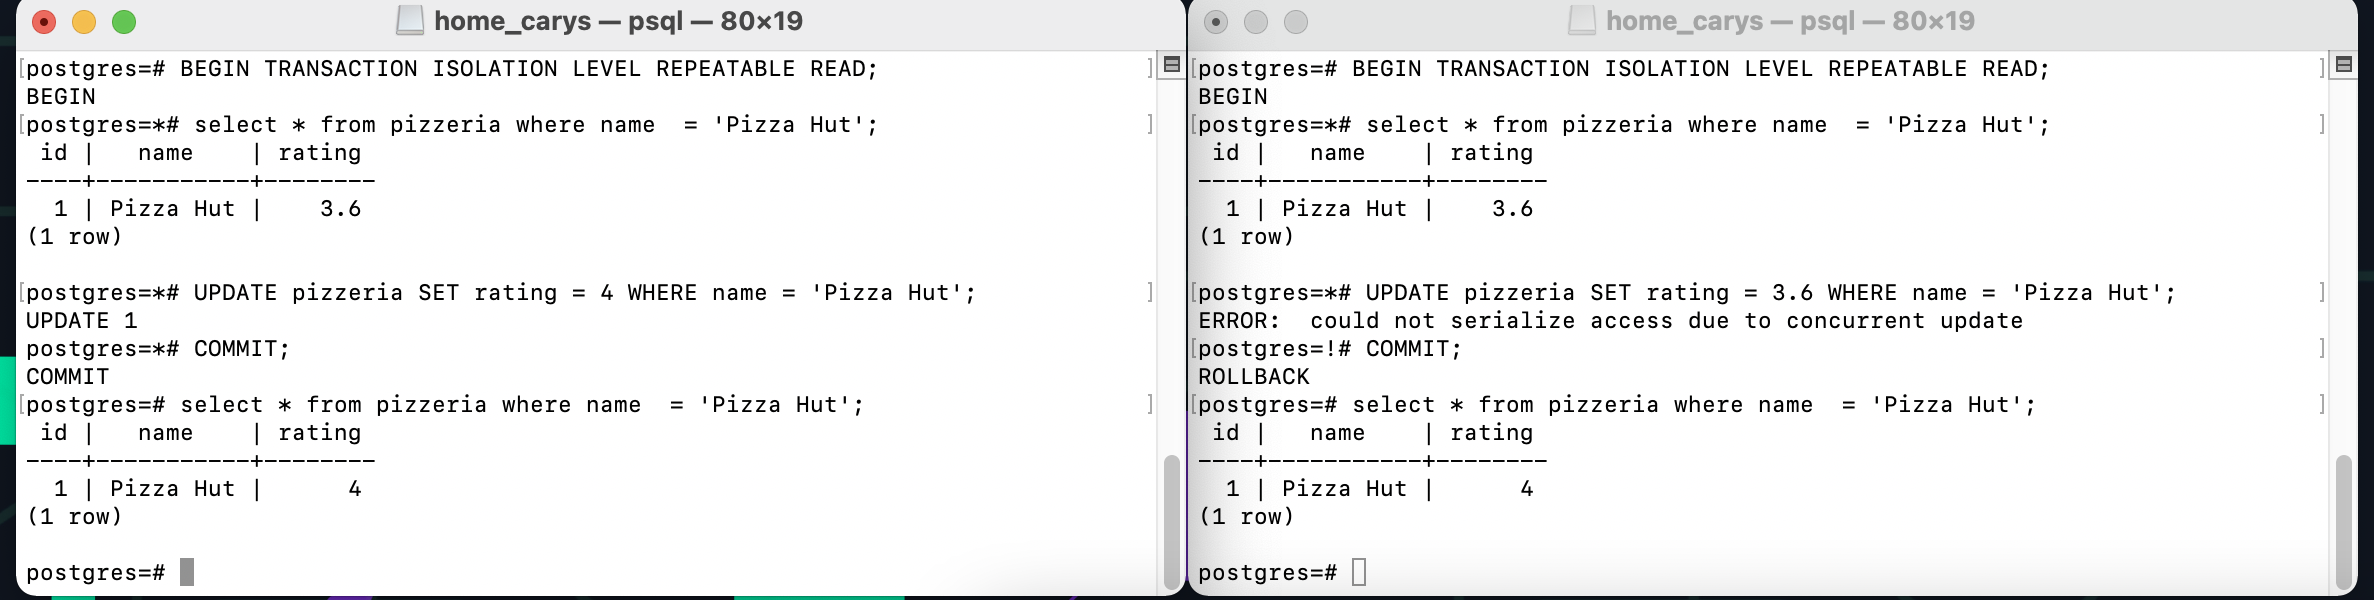 home_carys — psql — 80×19
postgres=# BEGIN TRANSACTION ISOLATION LEVEL REPEATABLE READ;
BEGIN
postgres=*# select * from pizzeria where name  = 'Pizza Hut';
 id |   name    | rating
----+-----------+--------
  1 | Pizza Hut |    3.6
(1 row)

postgres=*# UPDATE pizzeria SET rating = 4 WHERE name = 'Pizza Hut';
UPDATE 1
postgres=*# COMMIT;
COMMIT
postgres=# select * from pizzeria where name  = 'Pizza Hut';
 id |   name    | rating
----+-----------+--------
  1 | Pizza Hut |      4
(1 row)

postgres=#
home_carys — psql — 80×19
postgres=# BEGIN TRANSACTION ISOLATION LEVEL REPEATABLE READ;
BEGIN
postgres=*# select * from pizzeria where name  = 'Pizza Hut';
 id |   name    | rating
----+-----------+--------
  1 | Pizza Hut |    3.6
(1 row)

postgres=*# UPDATE pizzeria SET rating = 3.6 WHERE name = 'Pizza Hut';
ERROR:  could not serialize access due to concurrent update
postgres=!# COMMIT;
ROLLBACK
postgres=# select * from pizzeria where name  = 'Pizza Hut';
 id |   name    | rating
----+-----------+--------
  1 | Pizza Hut |      4
(1 row)

postgres=#